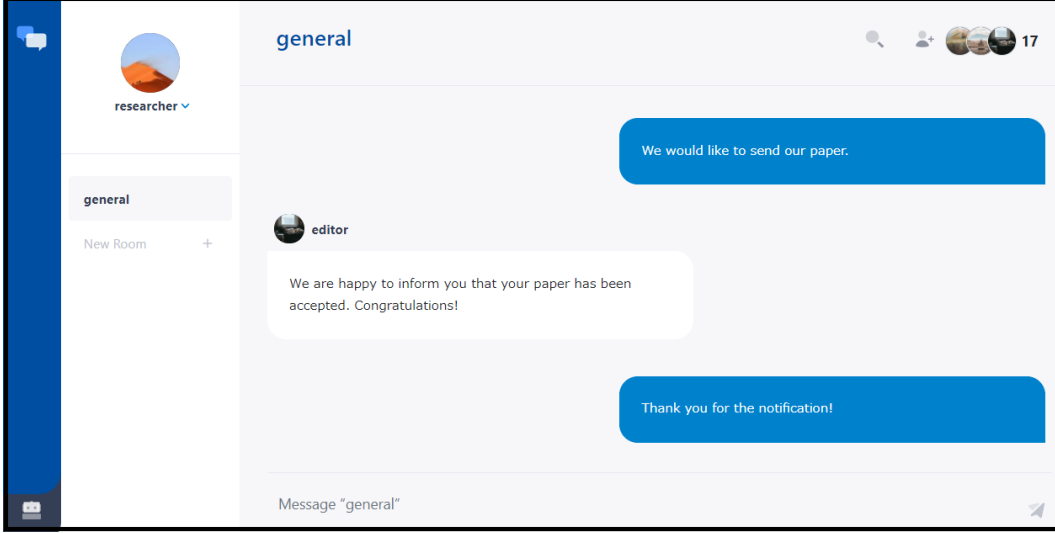 general
17
researcher
general
New Room +
We would like to send our paper.
editor
We are happy to inform you that your paper has been
accepted. Congratulations!
Thank you for the notification!
Message “general”